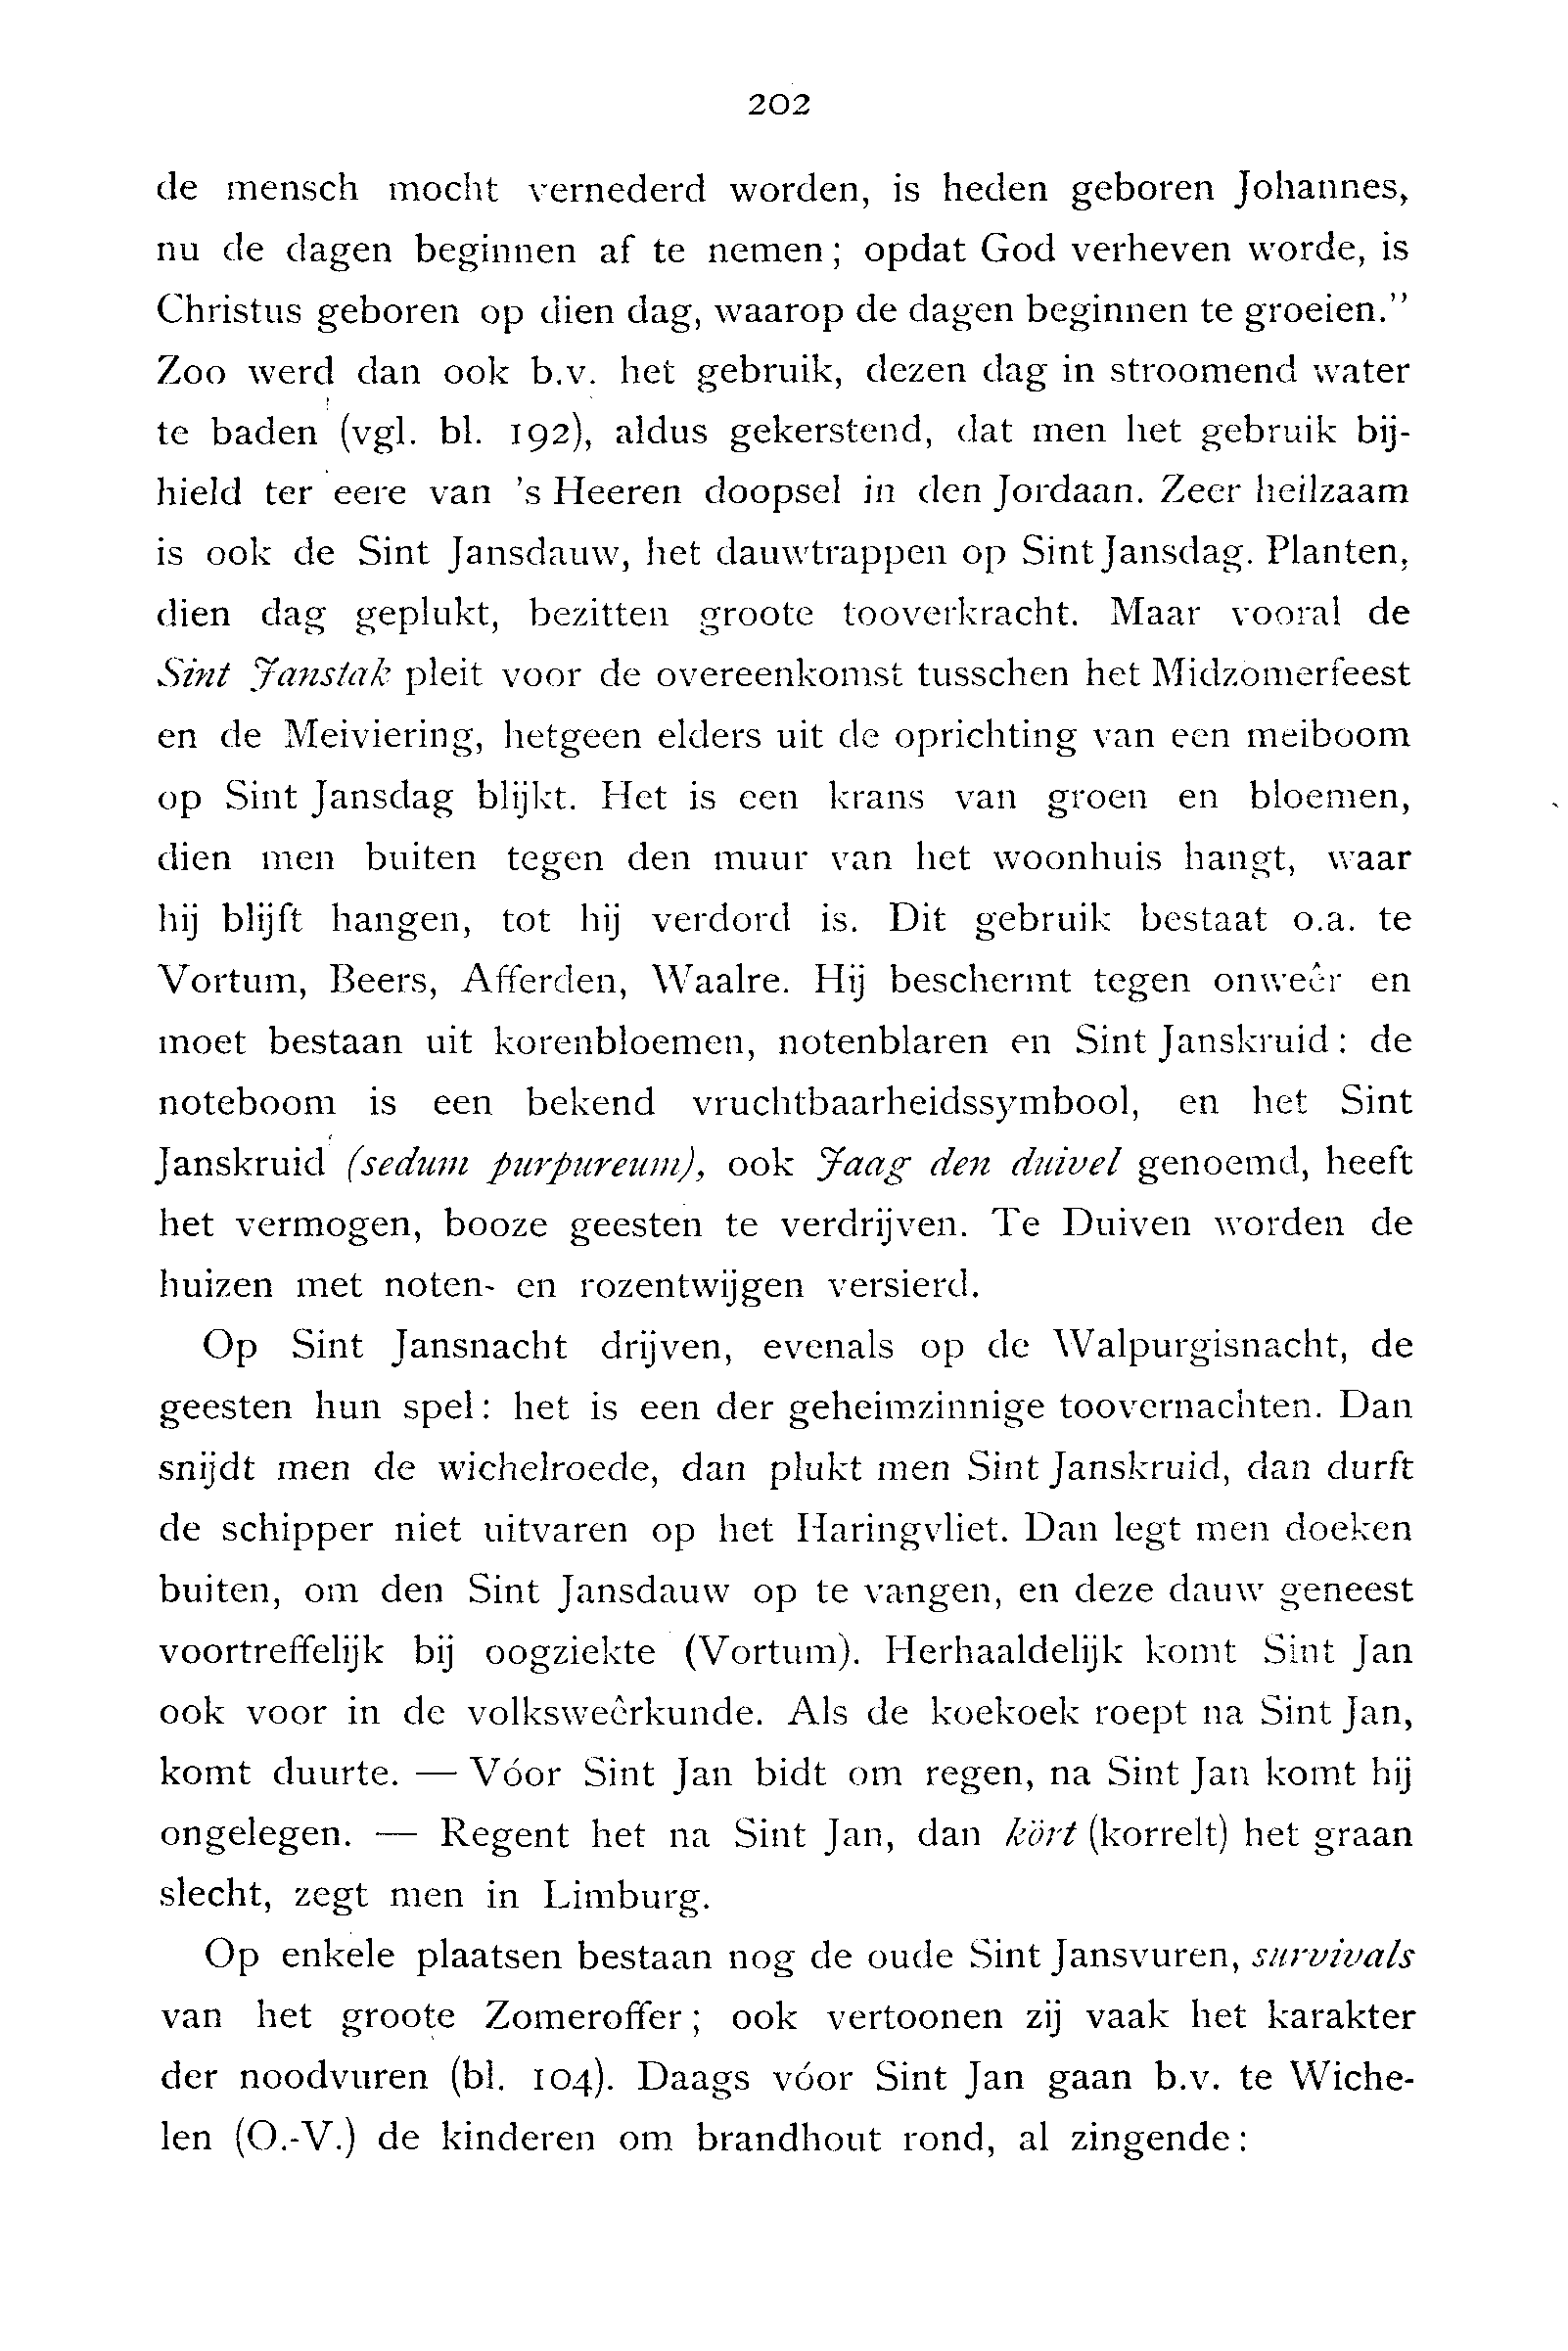 202
de mensch mocht vernederd worden, is heden geboren Johannes,
nu de dagen beginnen af te nemen; opdat God verheven worde, is
Christus geboren op dien dag, waarop de dagen beginnen te groeien.”
Zoo werd dan ook b.v. het gebruik, dezen dag in stroomend water
te baden (vgl. bl. 192), aldus gekerstend, dat men het gebruik bij-
hield ter eere van 's Heeren doopsel in den Jordaan. Zeer heilzaam
is ook de Sint Jansdauw, het dauwtrappen op Sint Jansdag. Planten,
dien dag geplukt, bezitten groote tooverkracht. Maar vooral de
Sint Janstak pleit voor de overeenkomst tusschen het Midzomerfeest
en de Meiviering, hetgeen elders uit de oprichting van een meiboom
op Sint Jansdag blijkt. Het is een krans van groen en bloemen,
dien men buiten tegen den muur van het woonhuis hangt, waar
hij blijft hangen, tot hij verdord is. Dit gebruik bestaat o.a. te
Vortum, Beers, Afferden, Waalre. Hij beschermt tegen onweêr en
moet bestaan uit korenbloemen, notenblaren en Sint Janskruid: de
noteboom is een bekend vruchtbaarheidssymbool, en het Sint
Janskruid (sedum purpureum), ook Jaag den duivel genoemd, heeft
het vermogen, booze geesten te verdrijven. Te Duiven worden de
huizen met noten- en rozentwijgen versierd.
Op Sint Jansnacht drijven, evenals op de Walpurgisnacht, de
geesten hun spel: het is een der geheimzinnige toovernachten. Dan
snijdt men de wichelroede, dan plukt men Sint Janskruid, dan durft
de schipper niet uitvaren op het Haringvliet. Dan legt men doeken
buiten, om den Sint Jansdauw op te vangen, en deze dauw geneest
voortreffelijk bij oogziekte (Vortum). Herhaaldelijk komt Sint Jan
ook voor in de volksweêrkunde. Als de koekoek roept na Sint Jan,
komt duurte. — Vóor Sint Jan bidt om regen, na Sint Jan komt hij
ongelegen. — Regent het na Sint Jan, dan kört (korrelt) het graan
slecht, zegt men in Limburg.
Op enkele plaatsen bestaan nog de oude Sint Jansvuren, survivals
van het groote Zomeroffer; ook vertoonen zij vaak het karakter
der noodvuren (bl. 104). Daags vóor Sint Jan gaan b.v. te Wiche-
len (O.-V.) de kinderen om brandhout rond, al zingende: